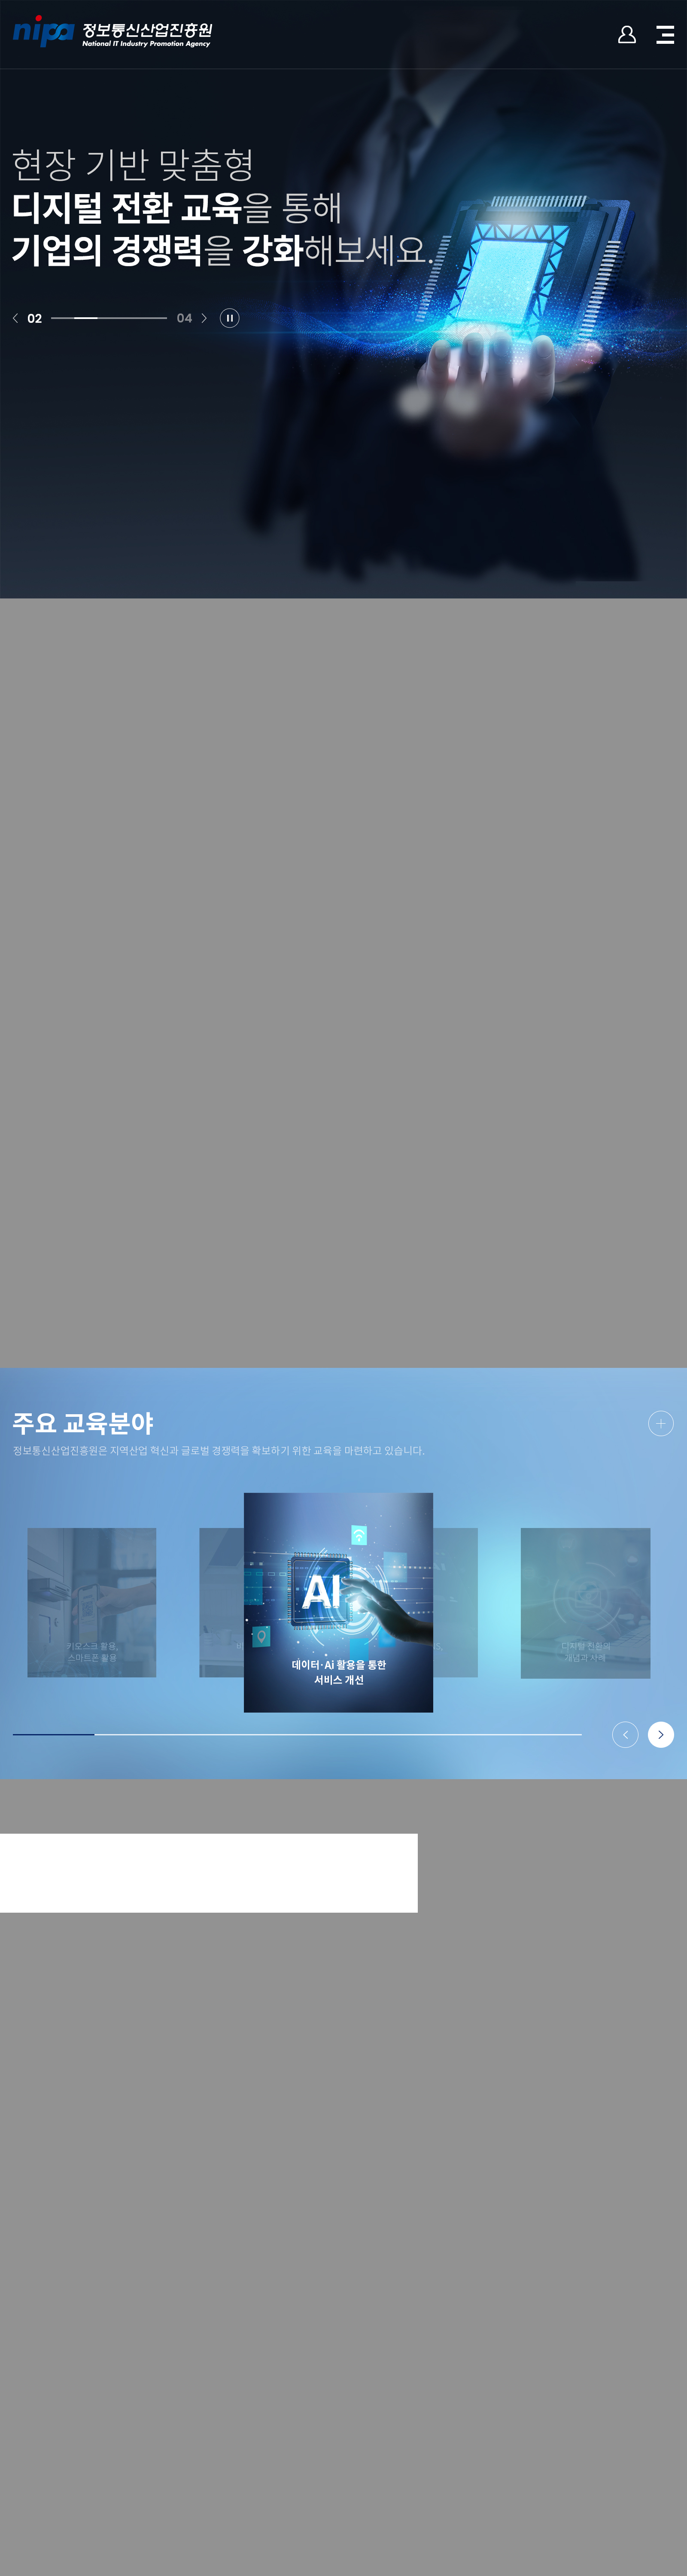 nipa 정보통신산업진흥원
National IT Industry Promotion Agency
현장 기반 맞춤형
디지털 전환 교육을 통해
기업의 경쟁력을 강화해보세요.
02 04
주요 교육분야
정보통신산업진흥원은 지역산업 혁신과 글로벌 경쟁력을 확보하기 위한 교육을 마련하고 있습니다.
AI
데이터·Ai 활용을 통한
서비스 개선
키오스크 활용,
스마트폰 활용
디지털 전환의
개념과 사례